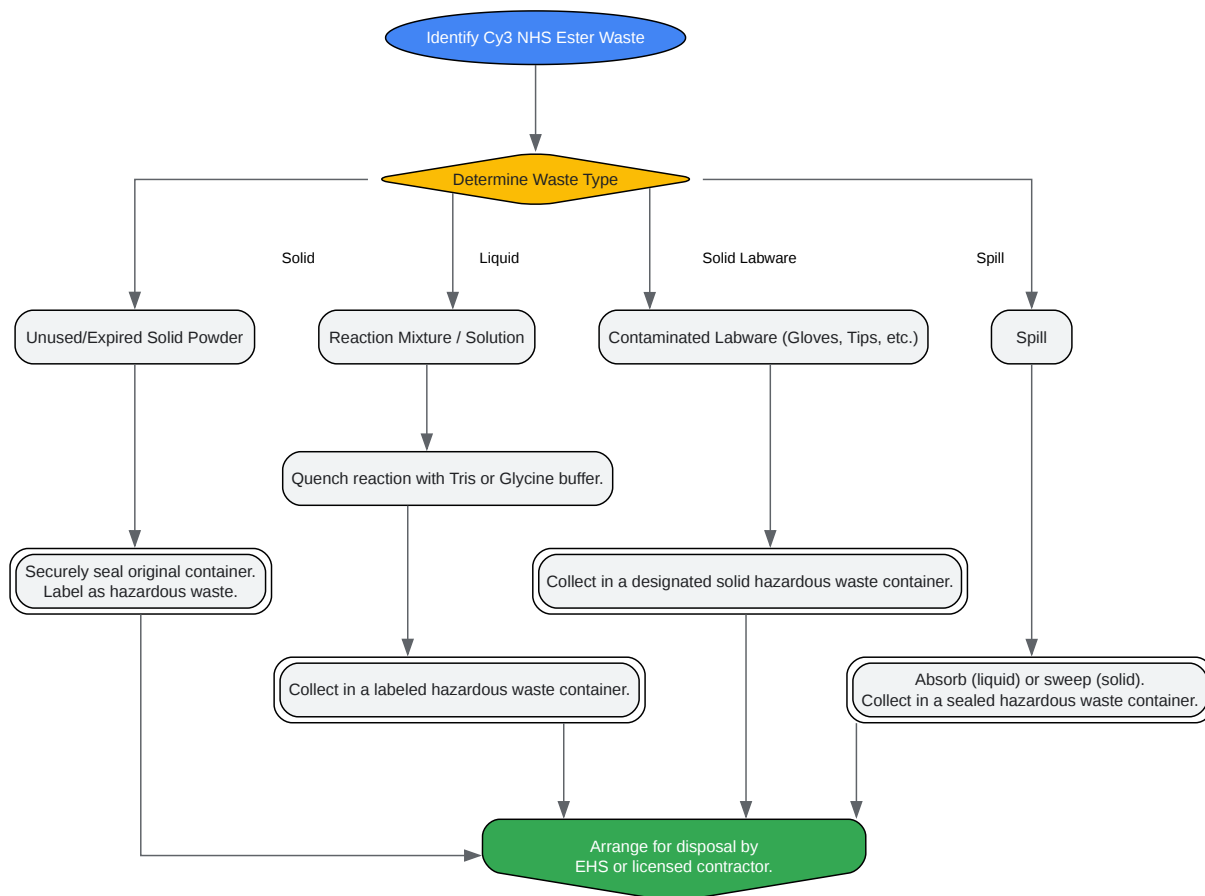 Identify Cy3 NHS Ester Waste
Determine Waste Type
Solid
Liquid
Solid Labware
Spill
Unused/Expired Solid Powder
Reaction Mixture / Solution
Contaminated Labware (Gloves, Tips, etc.)
Spill
Quench reaction with Tris or Glycine buffer.
Securely seal original container.
Label as hazardous waste.
Collect in a designated solid hazardous waste container.
Collect in a labeled hazardous waste container.
Absorb (liquid) or sweep (solid).
Collect in a sealed hazardous waste container.
Arrange for disposal by
EHS or licensed contractor.